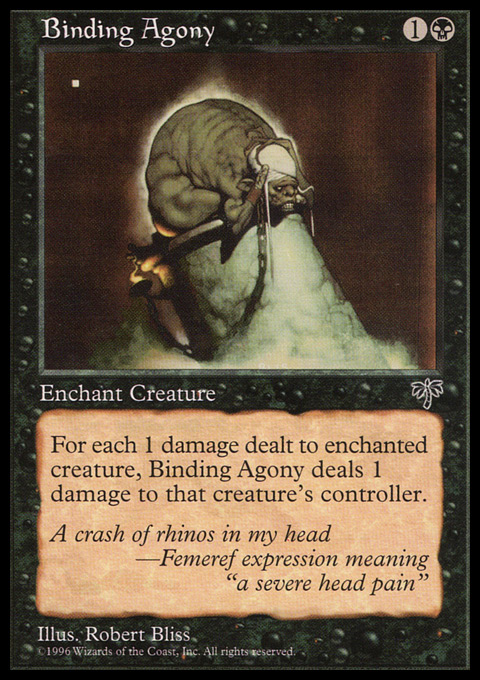 Binding Agony 1
Enchant Creature
For each 1 damage dealt to enchanted
creature, Binding Agony deals 1
damage to that creature's controller.
A crash of rhinos in my head
—Femeref expression meaning
"a severe head pain"
Illus. Robert Bliss
©1996 Wizards of the Coast, Inc. All rights reserved.